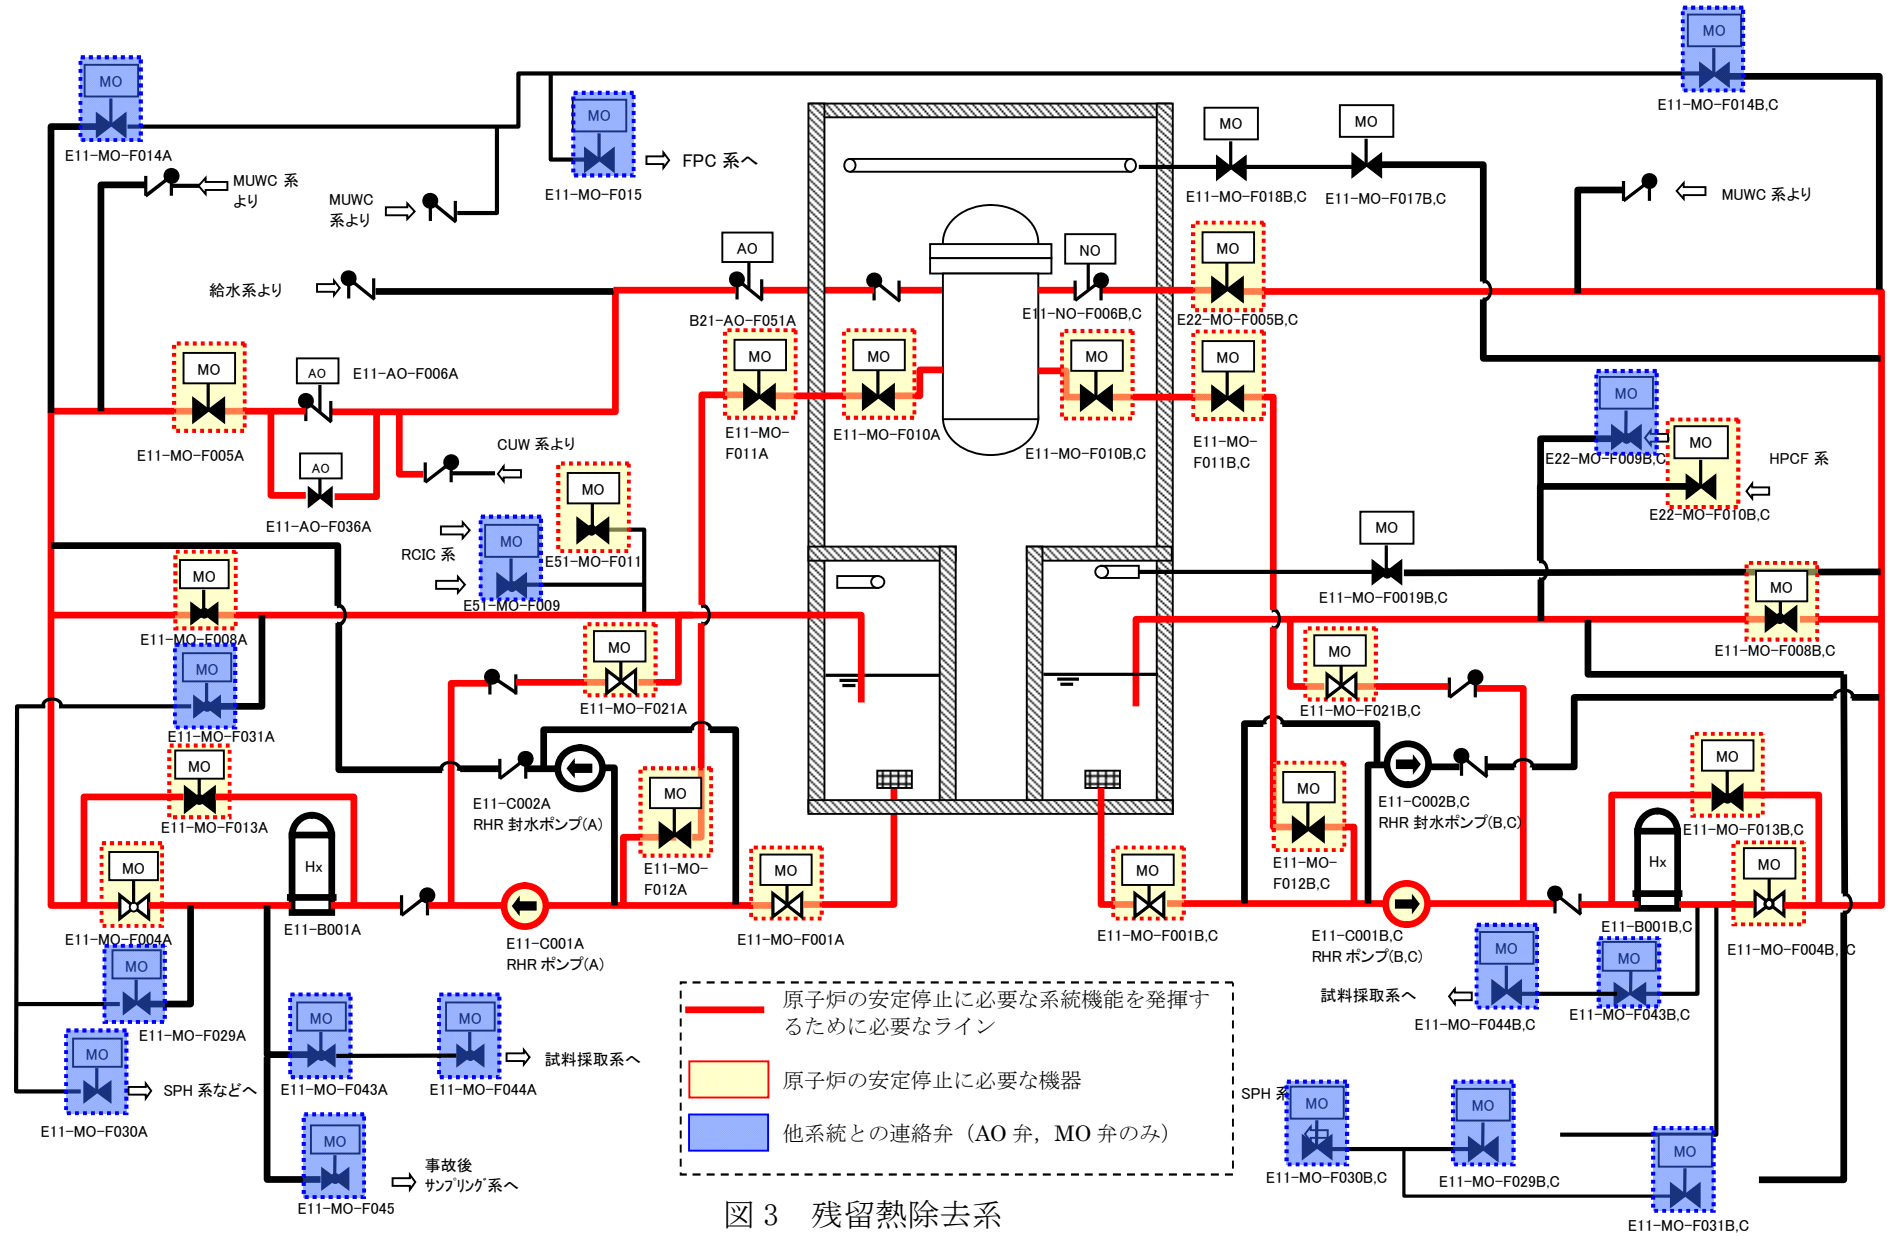 MO
E11-MO-F014A
MO
E11-MO-F015
FPC 系へ
MO
E11-MO-F014B,C
MUWC 系
より
MUWC
系より
MO
E11-MO-F018B,C
MO
E11-MO-F017B,C
MUWC 系より
給水系より
AO
B21-AO-F051A
NO
E11-NO-F006B,C
MO
E22-MO-F005B,C
MO
E11-MO-F005A
AO
E11-AO-F006A
AO
E11-AO-F036A
CUW 系より
MO
E11-MO-
F011A
MO
E11-MO-F010A
MO
E11-MO-F010B,C
MO
E11-MO-
F011B,C
MO
E22-MO-F009B,C
MO
E22-MO-F010B,C
HPCF 系
RCIC 系
MO
E51-MO-F011
MO
E51-MO-F009
MO
E11-MO-F0019B,C
MO
E11-MO-F008A
MO
E11-MO-F008B,C
MO
E11-MO-F031A
MO
E11-MO-F021A
MO
E11-MO-F021B,C
MO
E11-MO-F013A
E11-C002A
RHR 封水ポンプ(A)
MO
E11-MO-
F012A
MO
E11-MO-
F012B,C
E11-C002B,C
RHR 封水ポンプ(B,C)
MO
E11-MO-F013B,C
MO
E11-MO-F004A
Hx
E11-B001A
E11-C001A
RHR ポンプ(A)
MO
E11-MO-F001A
MO
E11-MO-F001B,C
E11-C001B,C
RHR ポンプ(B,C)
Hx
E11-B001B,C
MO
E11-MO-F004B,C
MO
E11-MO-F029A
MO
E11-MO-F030A
SPH 系などへ
MO
E11-MO-F043A
MO
E11-MO-F044A
試料採取系へ
MO
E11-MO-F045
事故後
サンプリング系へ
試料採取系へ
MO
E11-MO-F044B,C
MO
E11-MO-F043B,C
SPH 系
MO
E11-MO-F030B,C
MO
E11-MO-F029B,C
MO
E11-MO-F031B,C
原子炉の安定停止に必要な系統機能を発揮す
るために必要なライン
原子炉の安定停止に必要な機器
他系統との連絡弁（AO 弁，MO 弁のみ）
図 3　残留熱除去系